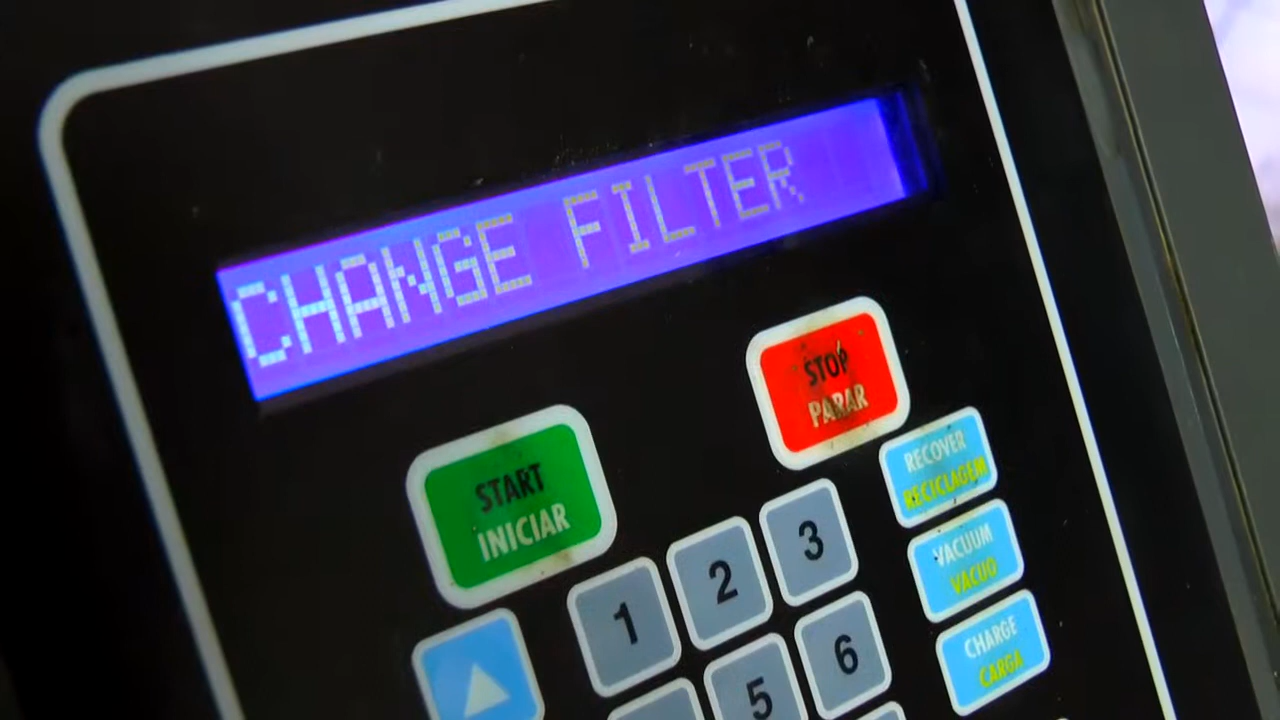 CHANGE FILTER
STOP
PARAR
START
INICIAR
RECOVER
RECICLAGEM
VACUUM
VACUO
CHARGE
CARGA
1
2
3
5
6